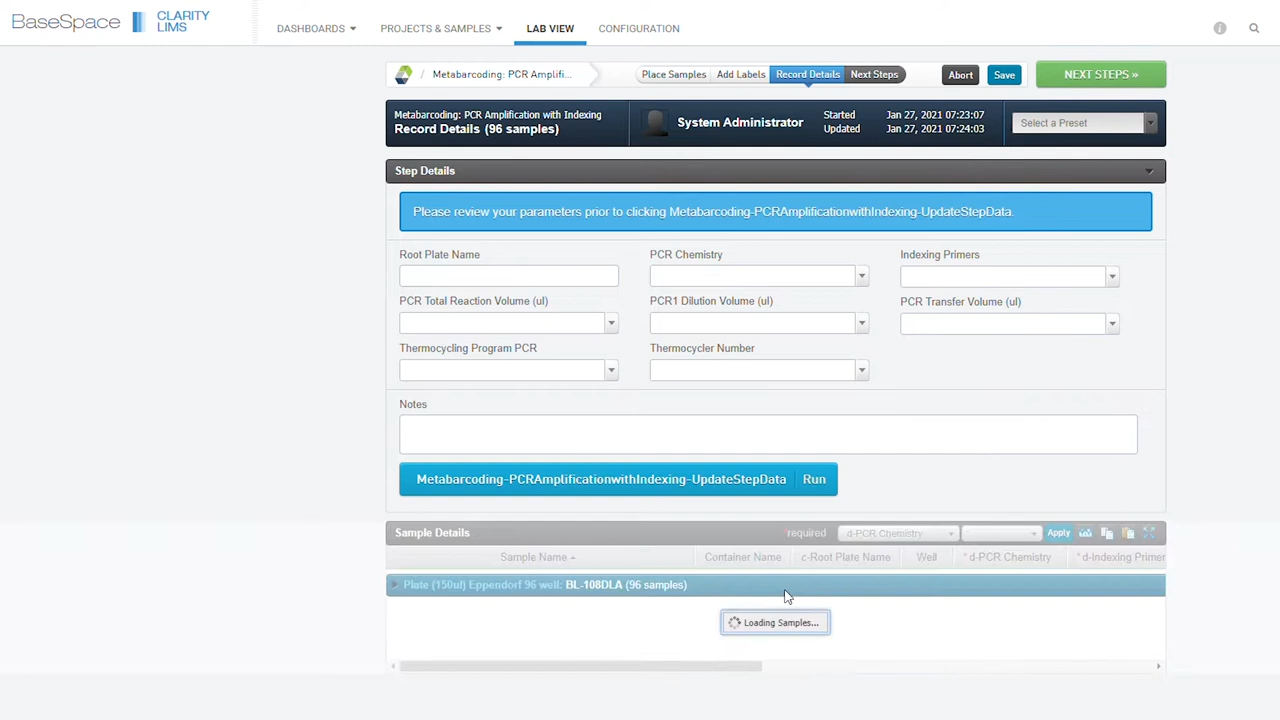 BaseSpace CLARITY LIMS DASHBOARDS PROJECTS & SAMPLES LAB VIEW CONFIGURATION
/ Metabarcoding: PCR Amplifi... Place Samples Add Labels Record Details Next Steps Abort Save NEXT STEPS »
Metabarcoding: PCR Amplification with Indexing
Record Details (96 samples)
System Administrator
Started Jan 27, 2021 07:23:07
Updated Jan 27, 2021 07:24:03
Select a Preset
Step Details
Please review your parameters prior to clicking Metabarcoding-PCRAmplificationwithIndexing-UpdateStepData.
Root Plate Name PCR Chemistry Indexing Primers
PCR Total Reaction Volume (ul) PCR1 Dilution Volume (ul) PCR Transfer Volume (ul)
Thermocycling Program PCR Thermocycler Number
Notes
Metabarcoding-PCRAmplificationwithIndexing-UpdateStepData Run
Sample Details required d-PCR Chemistry * Apply
Sample Name Container Name c-Root Plate Name Well * d-PCR Chemistry * d-Indexing Primer
Plate (150uf) Eppendorf 96 well: BL-108DLA (96 samples)
Loading Samples...